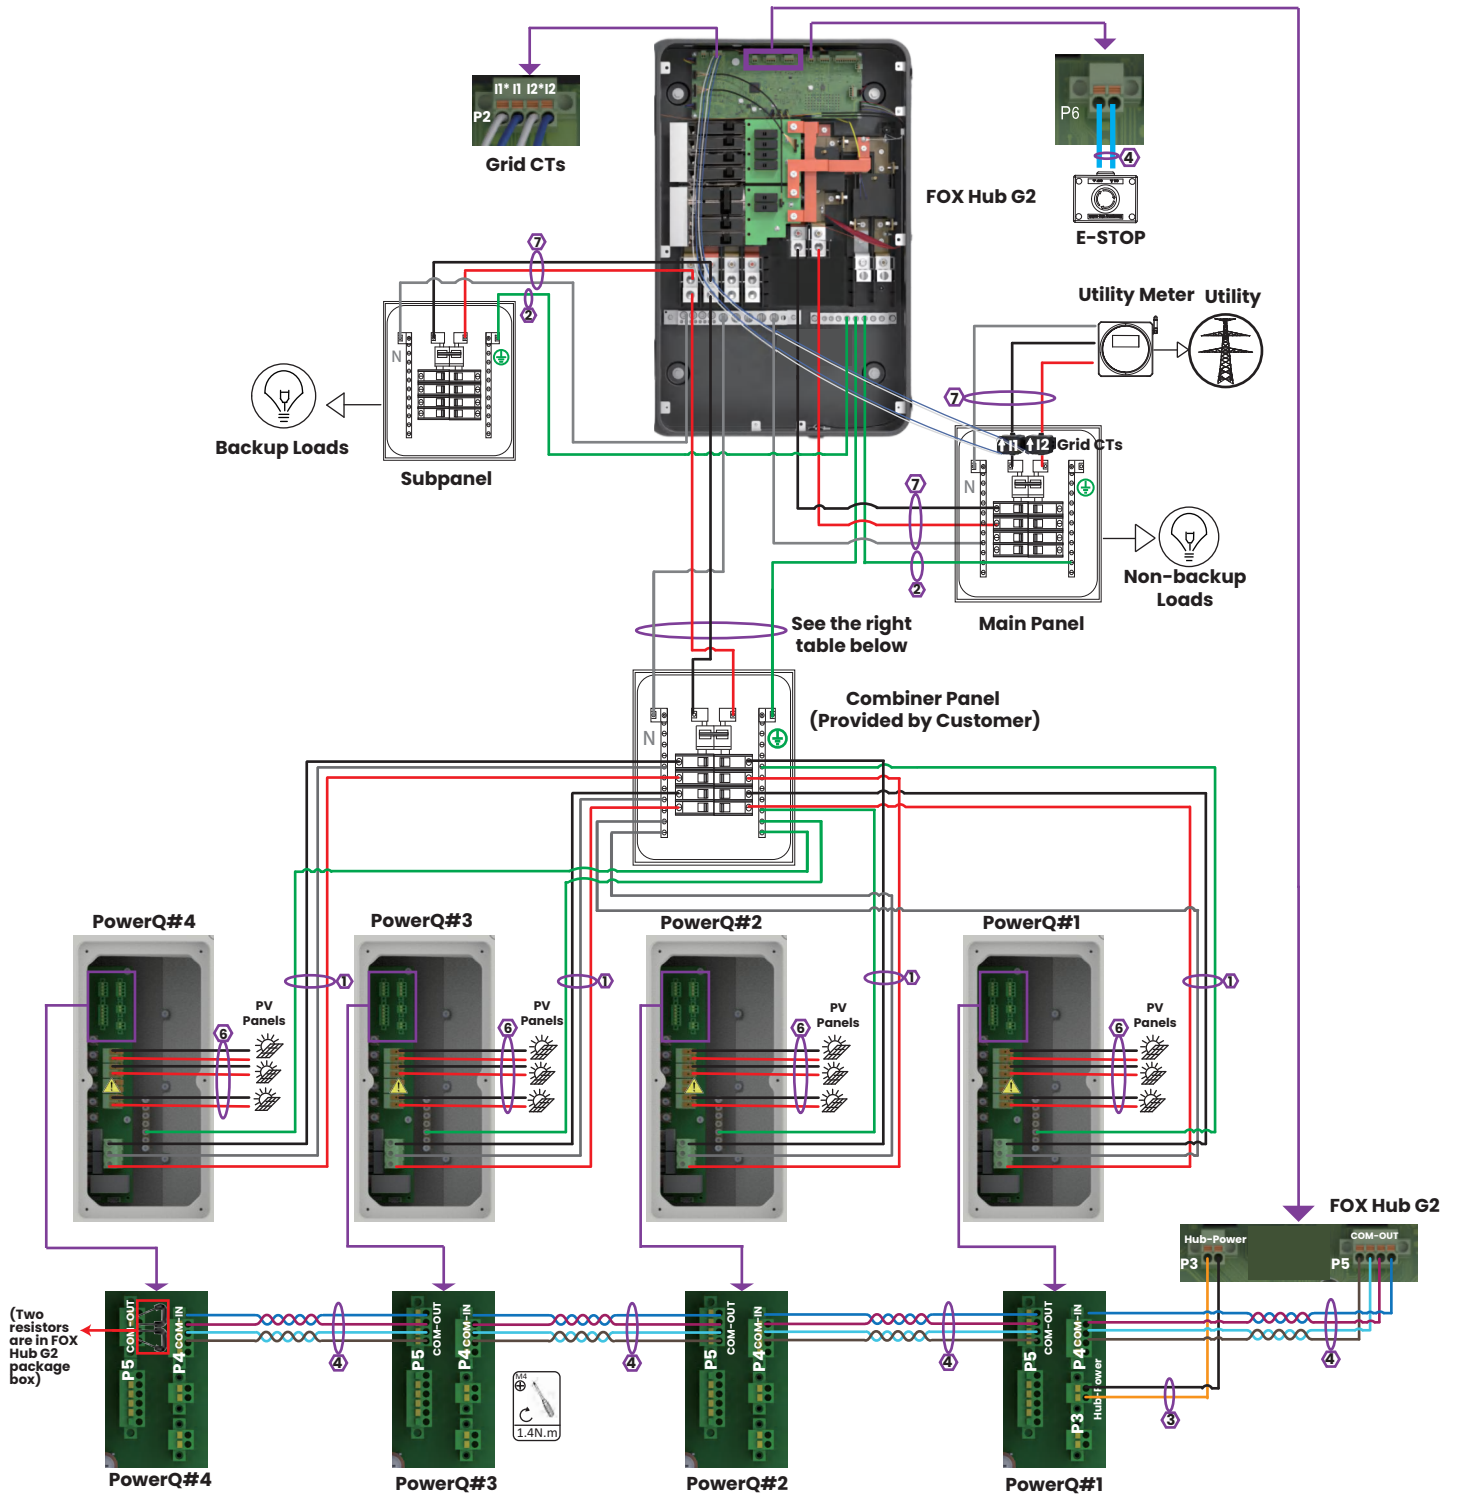 I1* I1 I2* I2
P2
Grid CTs
P6
4
E-STOP
FOX Hub G2
7
2
Utility Meter
Utility
N
7
I1
I2
Grid CTs
Backup Loads
Subpanel
7
N
2
Non-backup
Loads
Main Panel
See the right
table below
Combiner Panel
(Provided by Customer)
N
PowerQ#4
PowerQ#3
PowerQ#2
PowerQ#1
1
1
1
1
PV
Panels
PV
Panels
PV
Panels
PV
Panels
6
6
6
6
FOX Hub G2
Hub-Power
COM-OUT
P3
P5
(Two
resistors
are in FOX
Hub G2
package
box)
COM-OUT
COM-IN
P5
P4
4
COM-OUT
COM-IN
P5
P4
4
COM-OUT
COM-IN
P5
P4
4
COM-OUT
COM-IN
P5
P4
4
Hub-Power
P3
3
M4
1.4N.m
PowerQ#4
PowerQ#3
PowerQ#2
PowerQ#1